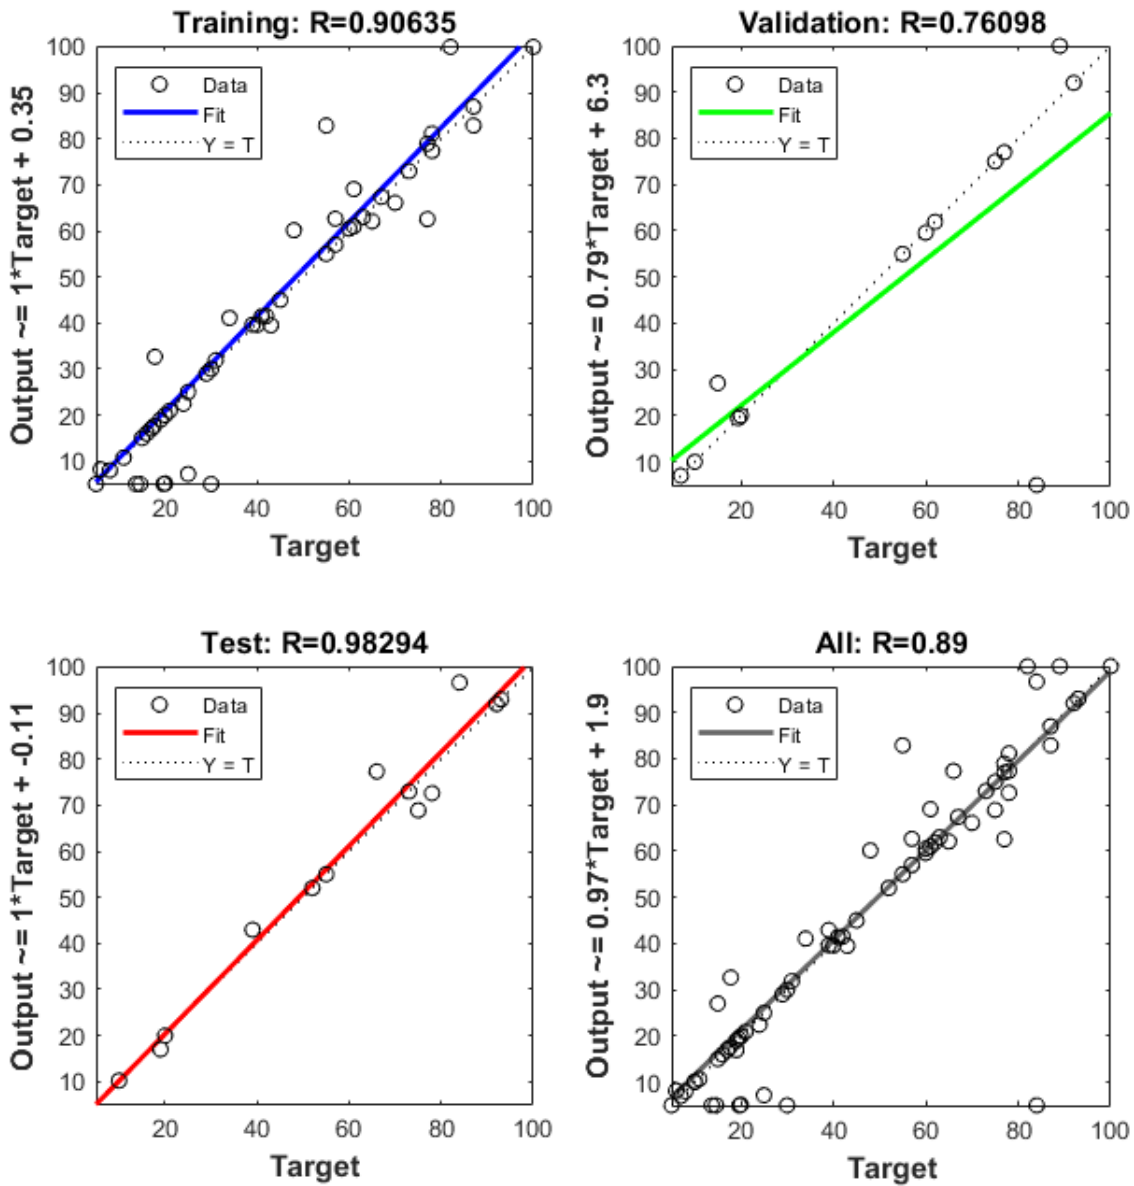 Training: R=0.90635
Output ~= 1*Target + 0.35
100
90
80
70
60
50
40
30
20
10
Data
Fit
Y = T
20 40 60 80 100
Target
Validation: R=0.76098
Output ~= 0.79*Target + 6.3
100
90
80
70
60
50
40
30
20
10
Data
Fit
Y = T
20 40 60 80 100
Target
Test: R=0.98294
Output ~= 1*Target + -0.11
100
90
80
70
60
50
40
30
20
10
Data
Fit
Y = T
20 40 60 80 100
Target
All: R=0.89
Output ~= 0.97*Target + 1.9
100
90
80
70
60
50
40
30
20
10
Data
Fit
Y = T
20 40 60 80 100
Target